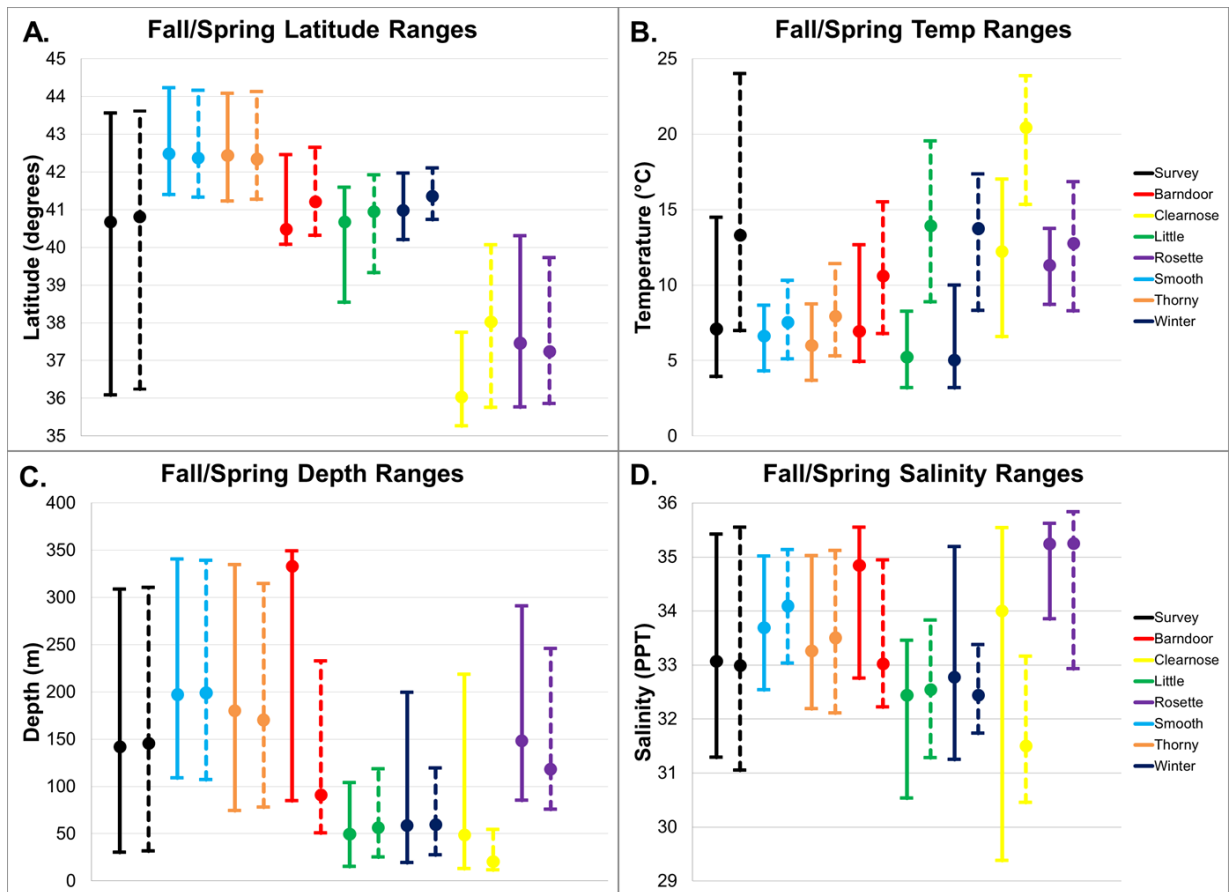 A. Fall/Spring Latitude Ranges
Latitude (degrees)
45
44
43
42
41
40
39
38
37
36
35
B. Fall/Spring Temp Ranges
Temperature (°C)
25
20
15
10
5
0
Survey
Barndoor
Clearnose
Little
Rosette
Smooth
Thorny
Winter
C. Fall/Spring Depth Ranges
Depth (m)
400
350
300
250
200
150
100
50
0
D. Fall/Spring Salinity Ranges
Salinity (PPT)
36
35
34
33
32
31
30
29
Survey
Barndoor
Clearnose
Little
Rosette
Smooth
Thorny
Winter